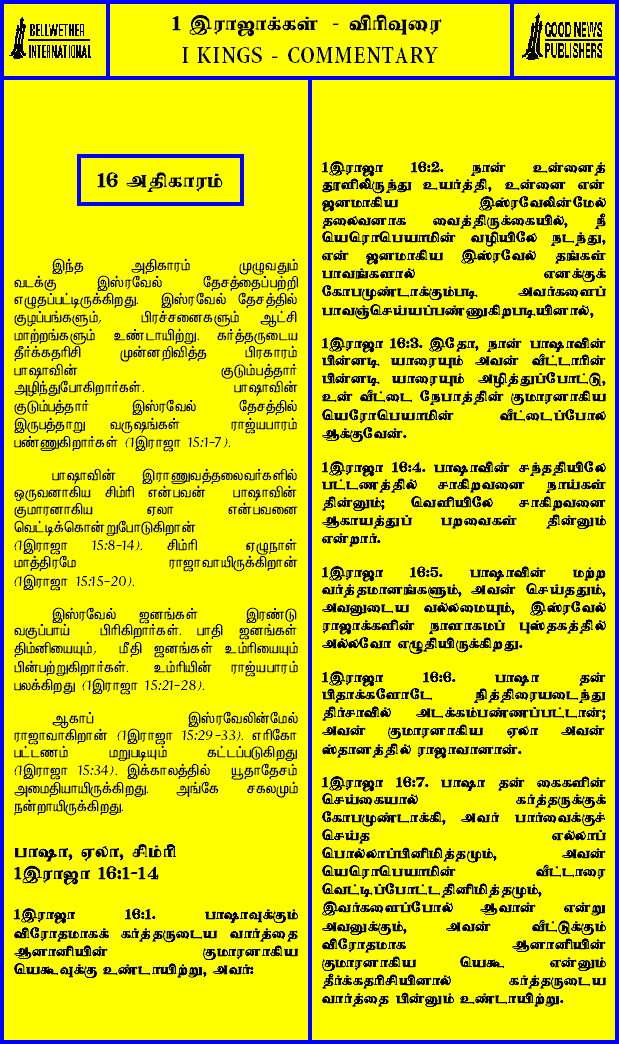 BELLWETHER
INTERNATIONAL
1 இராஜாக்கள் - விரிவுரை
I KINGS - COMMENTARY
GOOD NEWS
PUBLISHERS
16 அதிகாரம்
இந்த அதிகாரம் முழுவதும்
வடக்கு இஸ்ரவேல் தேசத்தைப்பற்றி
எழுதப்பட்டிருக்கிறது. இஸ்ரவேல் தேசத்தில்
குழப்பங்களும், பிரச்சனைகளும் ஆட்சி
மாற்றங்களும் உண்டாயிற்று. கர்த்தருடைய
தீர்க்கதரிசி முன்னறிவித்த பிரகாரம்
பாஷாவின் குடும்பத்தார்
அழிந்துபோகிறார்கள். பாஷாவின்
குடும்பத்தார் இஸ்ரவேல் தேசத்தில்
இருபத்தாறு வருஷங்கள் ராஜ்யபாரம்
பண்ணுகிறார்கள் (1இராஜா 15:1-7).
பாஷாவின் இராணுவத்தலைவர்களில்
ஒருவனாகிய சிம்ரி என்பவன் பாஷாவின்
குமாரனாகிய ஏலா என்பவனை
வெட்டிக்கொன்றுபோடுகிறான்
(1இராஜா 15:8-14). சிம்ரி ஏழுநாள்
மாத்திரமே ராஜாவாயிருக்கிறான்
(1இராஜா 15:15-20).
இஸ்ரவேல் ஜனங்கள் இரண்டு
வகுப்பாய் பிரிகிறார்கள். பாதி ஜனங்கள்
திம்னியையும், மீதி ஜனங்கள் உம்ரியையும்
பின்பற்றுகிறார்கள். உம்ரியின் ராஜ்யபாரம்
பலக்கிறது (1இராஜா 15:21-28).
ஆகாப் இஸ்ரவேலின்மேல்
ராஜாவாகிறான் (1இராஜா 15:29-33). எரிகோ
பட்டணம் மறுபடியும் கட்டப்படுகிறது
(1இராஜா 15:34). இக்காலத்தில் யூதாதேசம்
அமைதியாயிருக்கிறது. அங்கே சகலமும்
நன்றாயிருக்கிறது.
பாஷா, ஏலா, சிம்ரி
1இராஜா 16:1-14
1இராஜா 16:1. பாஷாவுக்கும்
விரோதமாகக் கர்த்தருடைய வார்த்தை
ஆனானியின் குமாரனாகிய
யெகூவுக்கு உண்டாயிற்று, அவர்:
1இராஜா 16:2. நான் உன்னைத்
தூளிலிருந்து உயர்த்தி, உன்னை என்
ஜனமாகிய இஸ்ரவேலின்மேல்
தலைவனாக வைத்திருக்கையில், நீ
யெரொபெயாமின் வழியிலே நடந்து,
என் ஜனமாகிய இஸ்ரவேல் தங்கள்
பாவங்களால் எனக்குக்
கோபமுண்டாக்கும்படி அவர்களைப்
பாவஞ்செய்யப்பண்ணுகிறபடியினால்,
1இராஜா 16:3. இதோ, நான் பாஷாவின்
பின்னடி யாரையும் அவன் வீட்டாரின்
பின்னடி யாரையும் அழித்துப்போட்டு,
உன் வீட்டை நேபாத்தின் குமாரனாகிய
யெரோபெயாமின் வீட்டைப்போல
ஆக்குவேன்.
1இராஜா 16:4. பாஷாவின் சந்ததியிலே
பட்டணத்தில் சாகிறவனை நாய்கள்
தின்னும்; வெளியிலே சாகிறவனை
ஆகாயத்துப் பறவைகள் தின்னும்
என்றார்.
1இராஜா 16:5. பாஷாவின் மற்ற
வர்த்தமானங்களும், அவன் செய்ததும்,
அவனுடைய வல்லமையும், இஸ்ரவேல்
ராஜாக்களின் நாளாகமப் புஸ்தகத்தில்
அல்லவோ எழுதியிருக்கிறது.
1இராஜா 16:6. பாஷா தன்
பிதாக்களோடே நித்திரையடைந்து
திர்சாவில் அடக்கம்பண்ணப்பட்டான்;
அவன் குமாரனாகிய ஏலா அவன்
ஸ்தானத்தில் ராஜாவானான்.
1இராஜா 16:7. பாஷா தன் கைகளின்
செய்கையால் கர்த்தருக்குக்
கோபமுண்டாக்கி, அவர் பார்வைக்குச்
செய்த எல்லாப்
பொல்லாப்பினிமித்தமும், அவன்
யெரொபெயாமின் வீட்டாரை
வெட்டிப்போட்டதினிமித்தமும்,
இவர்களைப்போல் ஆவான் என்று
அவனுக்கும், அவன் வீட்டுக்கும்
விரோதமாக ஆனானியின்
குமாரனாகிய யெகூ என்னும்
தீர்க்கதரிசியினால் கர்த்தருடைய
வார்த்தை பின்னும் உண்டாயிற்று.